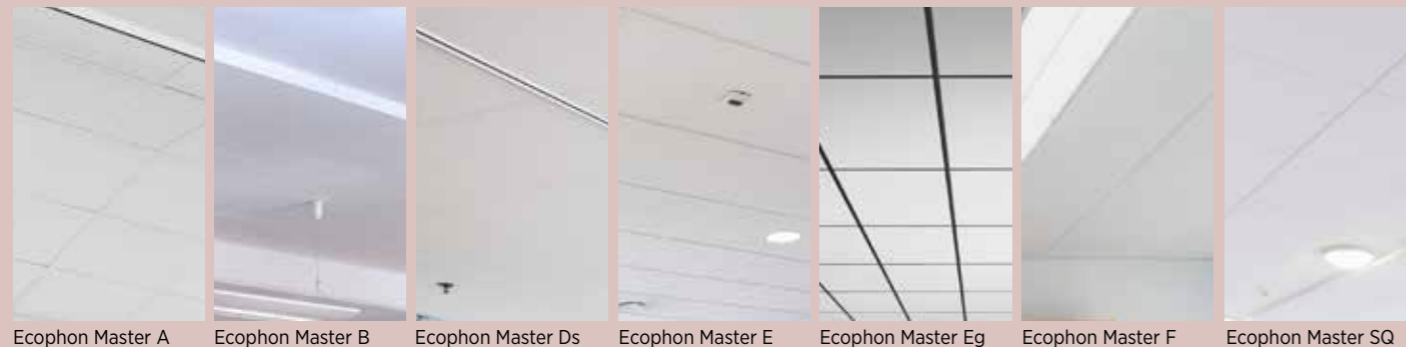 Ecophon Master A
Ecophon Master B
Ecophon Master Ds
Ecophon Master E
Ecophon Master Eg
Ecophon Master F
Ecophon Master SQ